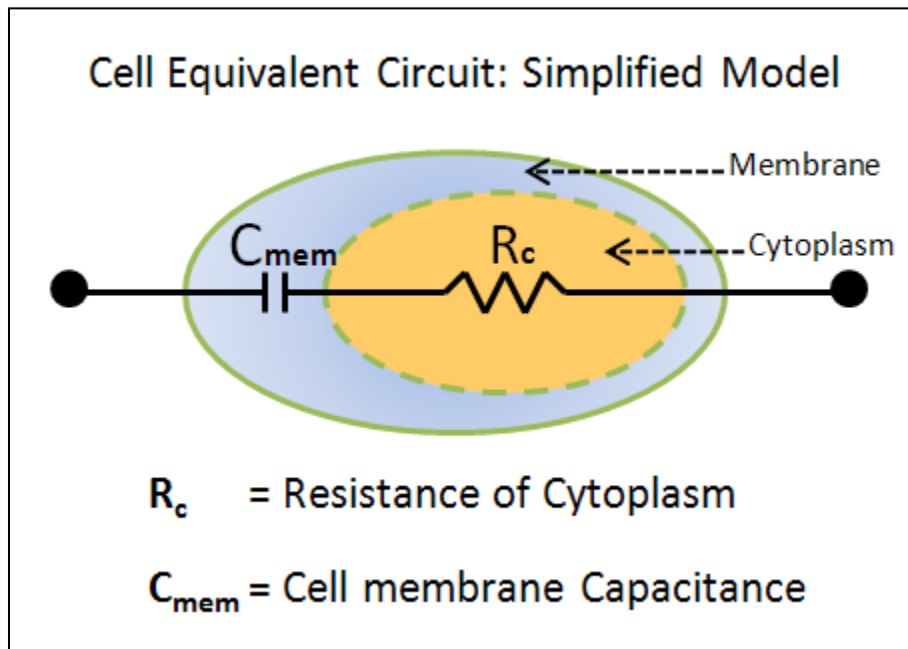 Cell Equivalent Circuit: Simplified Model
Membrane
Cmem
Rc
Cytoplasm
Rc = Resistance of Cytoplasm
Cmem = Cell membrane Capacitance